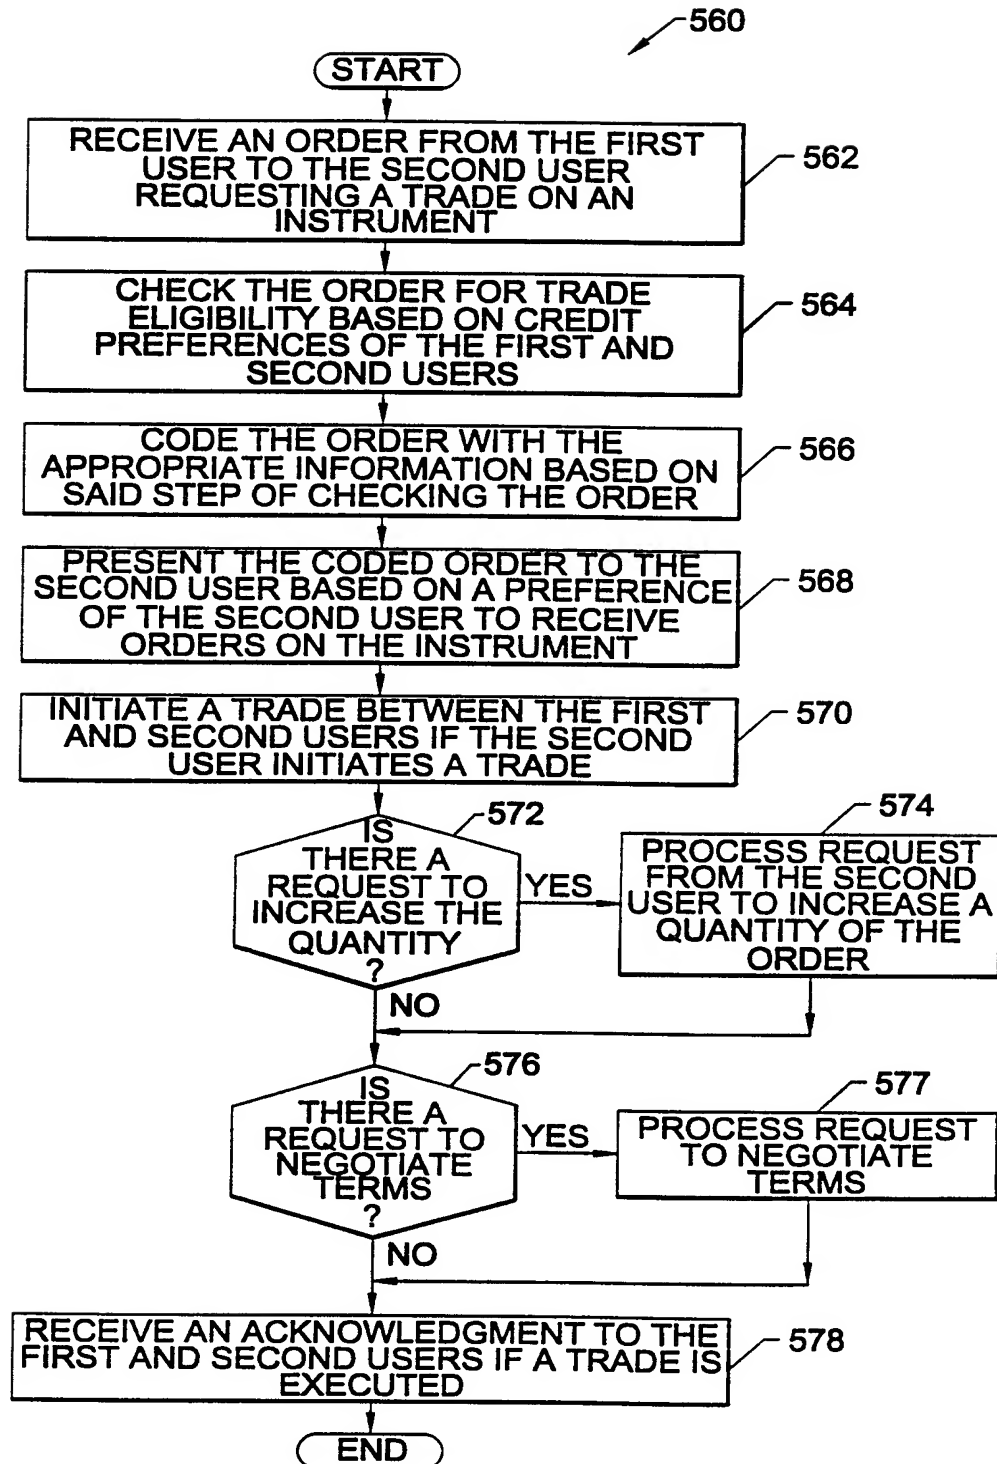 560
START
RECEIVE AN ORDER FROM THE FIRST
USER TO THE SECOND USER
REQUESTING A TRADE ON AN
INSTRUMENT
562
CHECK THE ORDER FOR TRADE
ELIGIBILITY BASED ON CREDIT
PREFERENCES OF THE FIRST AND
SECOND USERS
564
CODE THE ORDER WITH THE
APPROPRIATE INFORMATION BASED ON
SAID STEP OF CHECKING THE ORDER
566
PRESENT THE CODED ORDER TO THE
SECOND USER BASED ON A PREFERENCE
OF THE SECOND USER TO RECEIVE
ORDERS ON THE INSTRUMENT
568
INITIATE A TRADE BETWEEN THE FIRST
AND SECOND USERS IF THE SECOND
USER INITIATES A TRADE
570
572
IS
THERE A
REQUEST TO
INCREASE THE
QUANTITY
?
YES
574
PROCESS REQUEST
FROM THE SECOND
USER TO INCREASE A
QUANTITY OF THE
ORDER
NO
576
IS
THERE A
REQUEST TO
NEGOTIATE
TERMS
?
YES
577
PROCESS REQUEST
TO NEGOTIATE
TERMS
NO
RECEIVE AN ACKNOWLEDGMENT TO THE
FIRST AND SECOND USERS IF A TRADE IS
EXECUTED
578
END